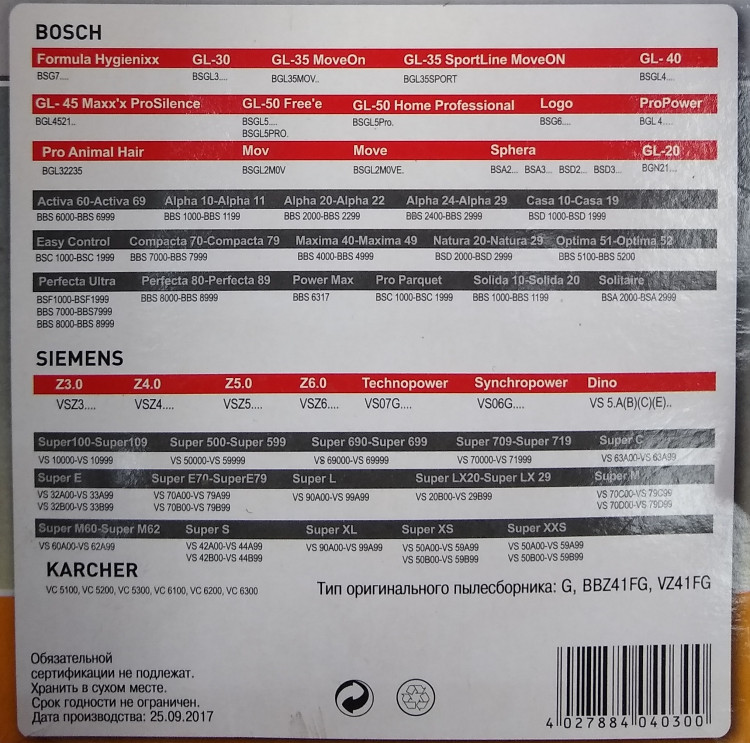 BOSCH
Formula Hygienixx GL-30 GL-35 MoveOn GL-35 SportLine MoveON GL- 40
BSG7.... BSGL3.... BGL35MOV.. BGL35SPORT BSGL4....
GL- 45 Maxx'x ProSilence GL-50 Free'e GL-50 Home Professional Logo ProPower
BGL4521.. BSGL5.... BSGL5Pro. BSG6.... BGL 4....
BSGL5PRO.
Pro Animal Hair Mov Move Sphera GL-20
BGL32235 BSGL2M0V BSGL2M0VE. BSA2... BSA3... BSD2... BSD3... BGN21...
Activa 60-Activa 69 Alpha 10-Alpha 11 Alpha 20-Alpha 22 Alpha 24-Alpha 29 Casa 10-Casa 19
BBS 6000-BBS 6999 BBS 1000-BBS 1199 BBS 2000-BBS 2299 BBS 2400-BBS 2999 BSD 1000-BSD 1999
Easy Control Compacta 70-Compacta 79 Maxima 40-Maxima 49 Natura 20-Natura 29 Optima 51-Optima 52
BSC 1000-BSC 1999 BBS 7000-BBS 7999 BBS 4000-BBS 4999 BSD 2000-BSD 2999 BBS 5100-BBS 5200
Perfecta Ultra Perfecta 80-Perfecta 89 Power Max Pro Parquet Solida 10-Solida 20 Solitaire
BSF1000-BSF1999 BBS 8000-BBS 8999 BBS 6317 BSC 1000-BSC 1999 BBS 1000-BBS 1199 BSA 2000-BSA 2999
BBS 7000-BBS7999
BBS 8000-BBS 8999
SIEMENS
Z3.0 Z4.0 Z5.0 Z6.0 Technopower Synchropower Dino
VSZ3.... VSZ4.... VSZ5.... VSZ6.... VS07G.... VS06G.... VS 5.A(B)(C)(E)..
Super100-Super109 Super 500-Super 599 Super 690-Super 699 Super 709-Super 719 Super C
VS 10000-VS 10999 VS 50000-VS 59999 VS 69000-VS 69999 VS 70000-VS 71999 VS 63A00-VS 63A99
Super E Super E70-SuperE79 Super L Super LX20-Super LX 29 Super M
VS 32A00-VS 33A99 VS 70A00-VS 79A99 VS 90A00-VS 99A99 VS 20B00-VS 29B99 VS 70C00-VS 79C99
VS 32B00-VS 33B99 VS 70B00-VS 79B99 VS 70D00-VS 79D99
Super M60-Super M62 Super S Super XL Super XS Super XXS
VS 60A00-VS 62A99 VS 42A00-VS 44A99 VS 90A00-VS 99A99 VS 50A00-VS 59A99 VS 50A00-VS 59A99
VS 42B00-VS 44B99 VS 50B00-VS 59B99 VS 50B00-VS 59B99
KARCHER
VC 5100, VC 5200, VC 5300, VC 6100, VC 6200, VC 6300
Тип оригинального пылесборника: G, BBZ41FG, VZ41FG
Обязательной
сертификации не подлежат.
Хранить в сухом месте.
Срок годности не ограничен.
Дата производства: 25.09.2017
4 027884 040300